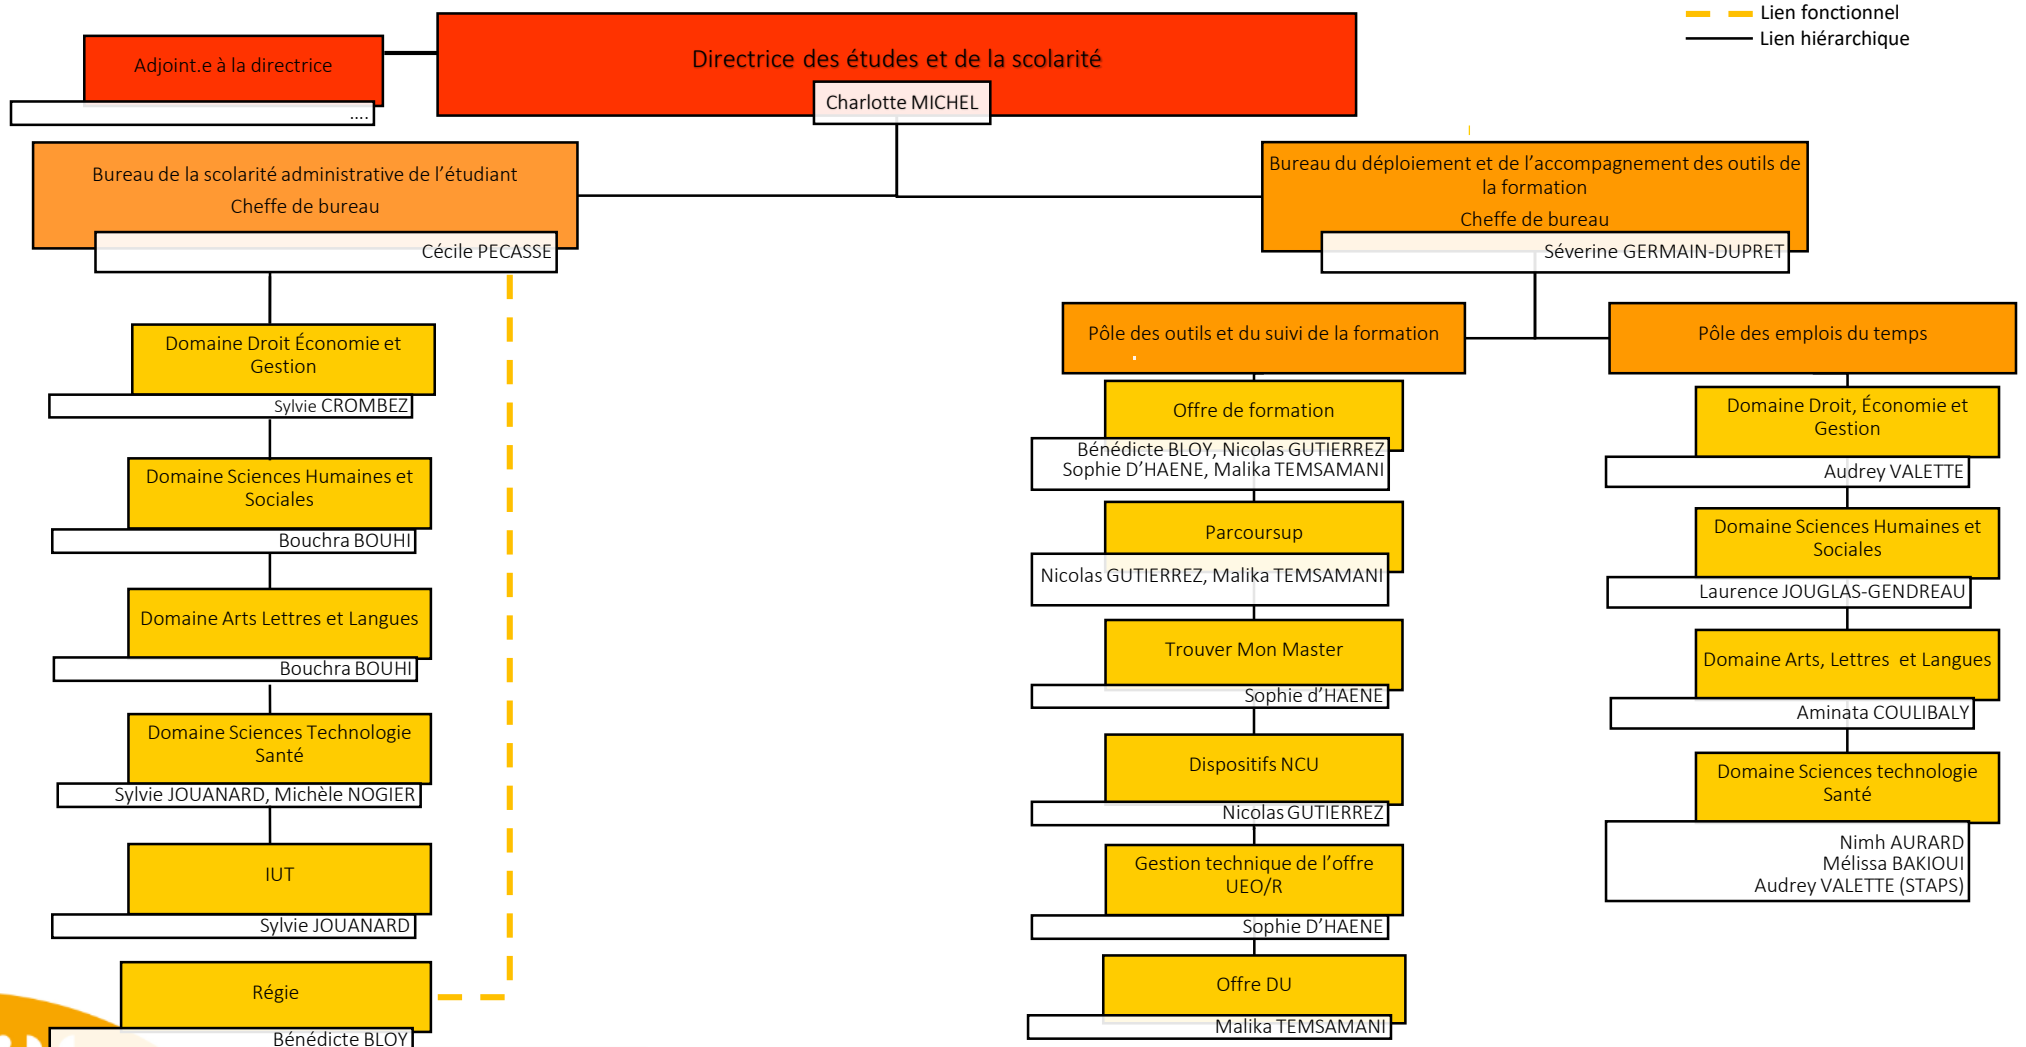 Lien fonctionnel
Lien hiérarchique
Directrice des études et de la scolarité
Charlotte MICHEL
Adjoint.e à la directrice
....
Bureau de la scolarité administrative de l’étudiant
Cheffe de bureau
Cécile PECASSE
Domaine Droit Économie et
Gestion
Sylvie CROMBEZ
Domaine Sciences Humaines et
Sociales
Bouchra BOUHI
Domaine Arts Lettres et Langues
Bouchra BOUHI
Domaine Sciences Technologie
Santé
Sylvie JOUANARD, Michèle NOGIER
IUT
Sylvie JOUANARD
Régie
Bénédicte BLOY
Bureau du déploiement et de l’accompagnement des outils de
la formation
Cheffe de bureau
Séverine GERMAIN-DUPRET
Pôle des outils et du suivi de la formation
Offre de formation
Bénédicte BLOY, Nicolas GUTIERREZ
Sophie D’HAENE, Malika TEMSAMANI
Parcoursup
Nicolas GUTIERREZ, Malika TEMSAMANI
Trouver Mon Master
Sophie d’HAENE
Dispositifs NCU
Nicolas GUTIERREZ
Gestion technique de l’offre
UEO/R
Sophie D’HAENE
Offre DU
Malika TEMSAMANI
Pôle des emplois du temps
Domaine Droit, Économie et
Gestion
Audrey VALETTE
Domaine Sciences Humaines et
Sociales
Laurence JOUGLAS-GENDREAU
Domaine Arts, Lettres et Langues
Aminata COULIBALY
Domaine Sciences technologie
Santé
Nimh AURARD
Mélissa BAKIOUI
Audrey VALETTE (STAPS)